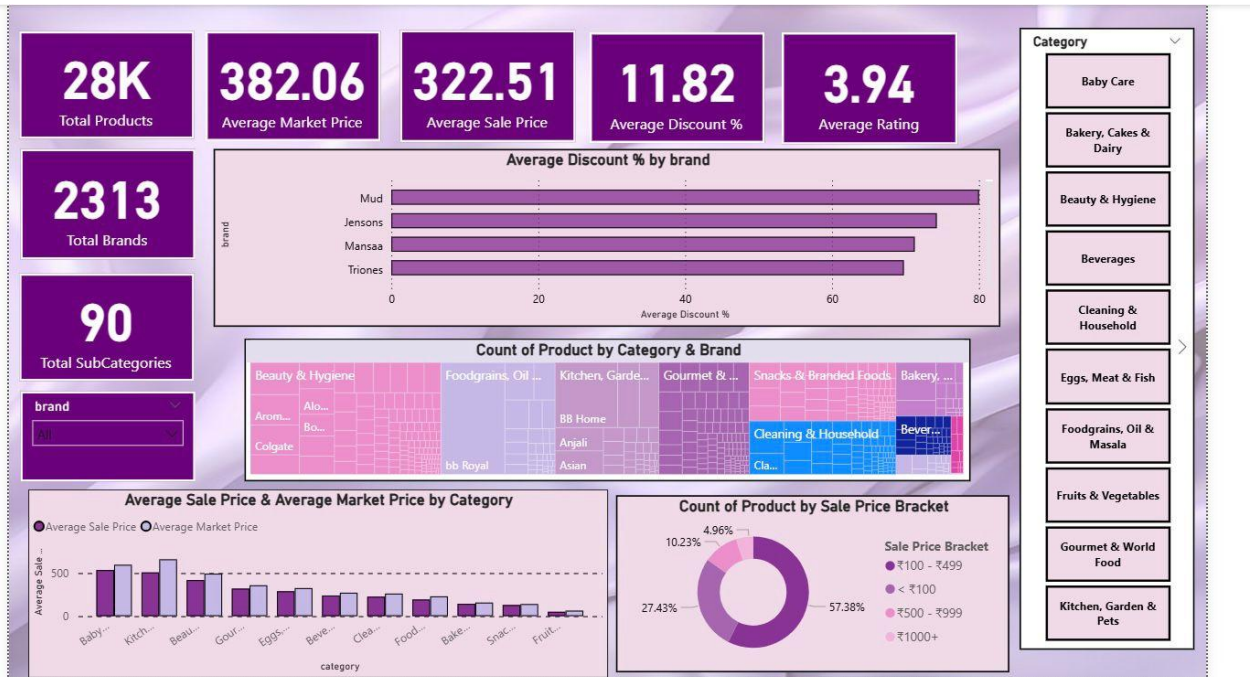 28K
Total Products
382.06
Average Market Price
322.51
Average Sale Price
11.82
Average Discount %
3.94
Average Rating
2313
Total Brands
90
Total SubCategories
brand
All
Average Discount % by brand
brand
Mud
Jensons
Mansaa
Triones
0
20
40
60
80
Average Discount %
Count of Product by Category & Brand
Beauty & Hygiene
Arom...
Alo...
Bo...
Colgate
Foodgrains, Oil ...
bb Royal
Kitchen, Garde...
BB Home
Anjali
Asian
Gourmet & ...
Snacks & Branded Foods
Cleaning & Household
Cla...
Bakery, ...
Bever...
Average Sale Price & Average Market Price by Category
Average Sale Price
Average Market Price
Average Sale ...
500
0
Baby...
Kitch...
Beau...
Gour...
Eggs,...
Beve...
Clea...
Food...
Bake...
Snac...
Fruit...
category
Count of Product by Sale Price Bracket
4.96%
10.23%
27.43%
57.38%
Sale Price Bracket
₹100 - ₹499
< ₹100
₹500 - ₹999
₹1000+
Category
Baby Care
Bakery, Cakes &
Dairy
Beauty & Hygiene
Beverages
Cleaning &
Household
Eggs, Meat & Fish
Foodgrains, Oil &
Masala
Fruits & Vegetables
Gourmet & World
Food
Kitchen, Garden &
Pets